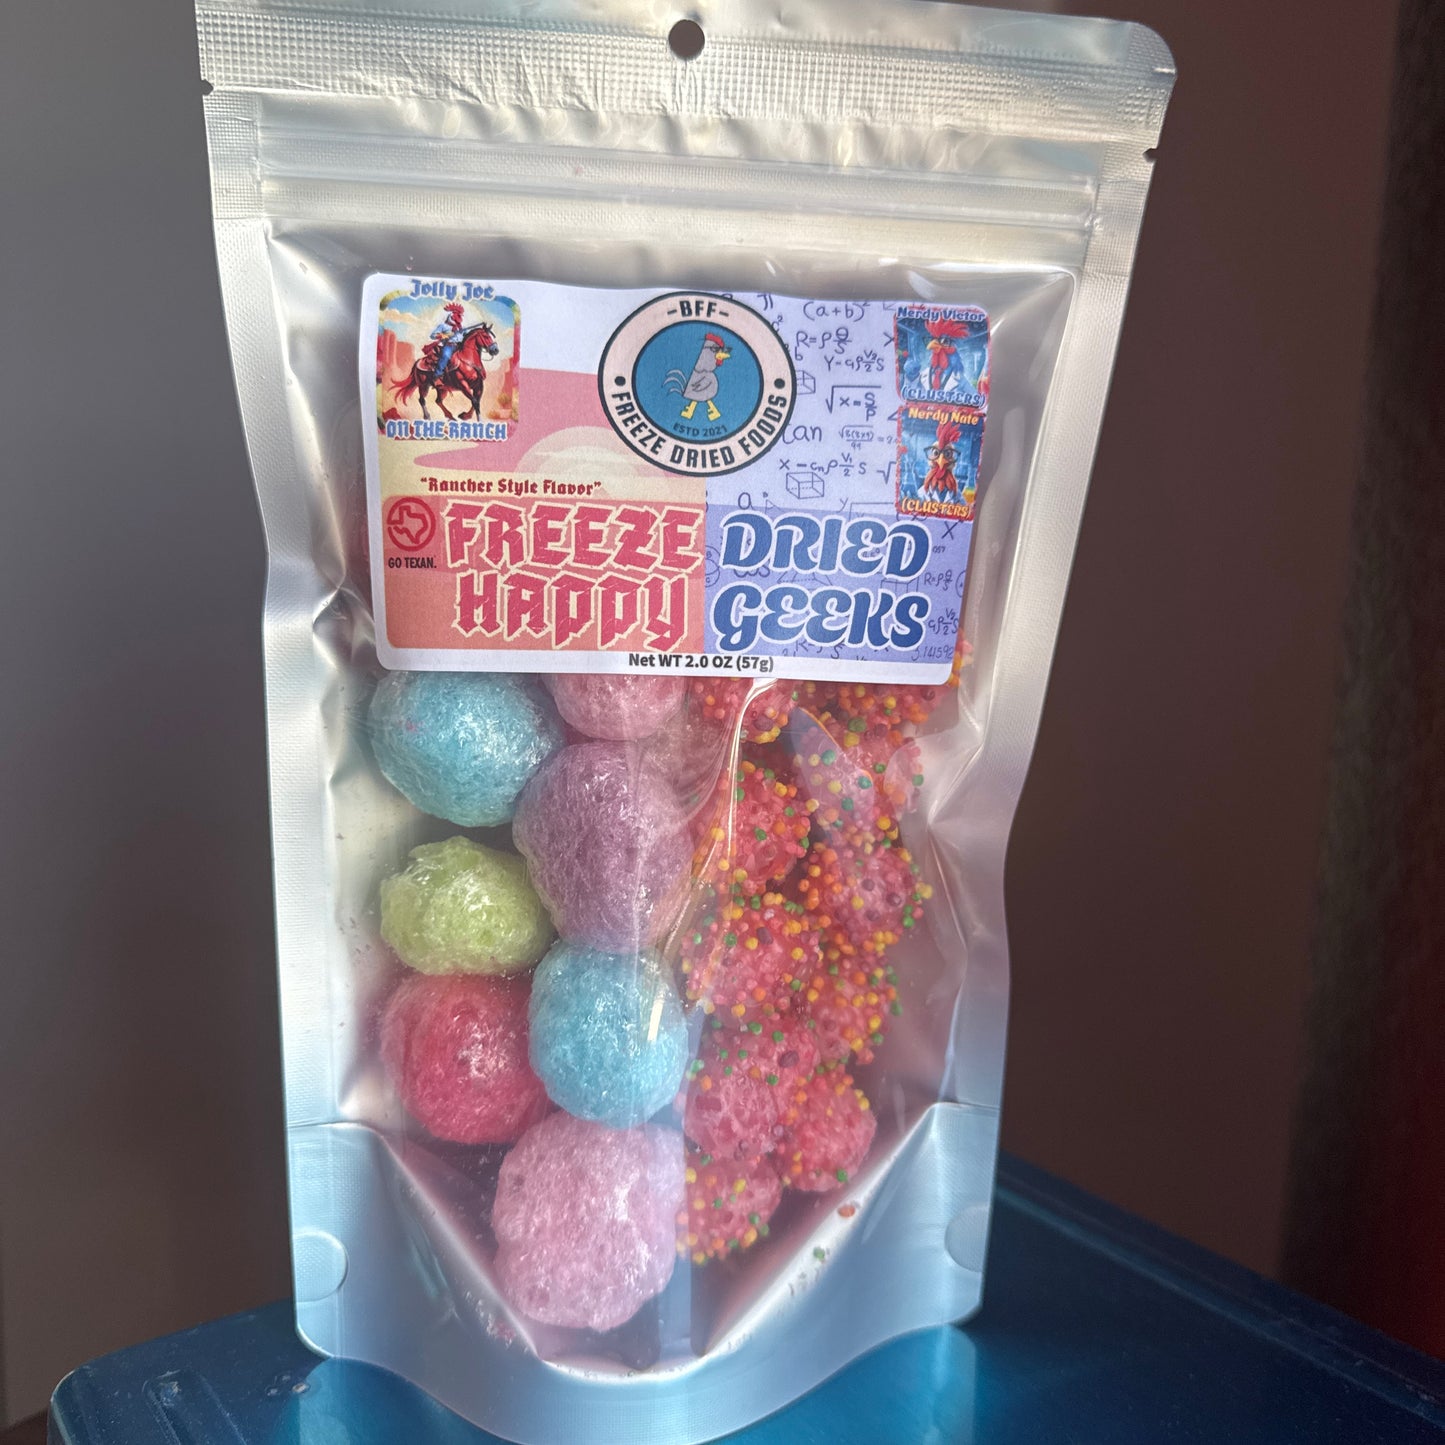 Jolly Joe
ON THE RANCH
-BFF-
FREEZE DRIED FOODS
ESTD 2021
Nerdy Victor
(CLUSTERS)
Nerdy Nate
(CLUSTERS)
"Rancher Style Flavor"
GO TEXAN.
FREEZE
HAPPY
DRIED
GEEKS
Net WT 2.0 OZ (57g)
(a+b)²